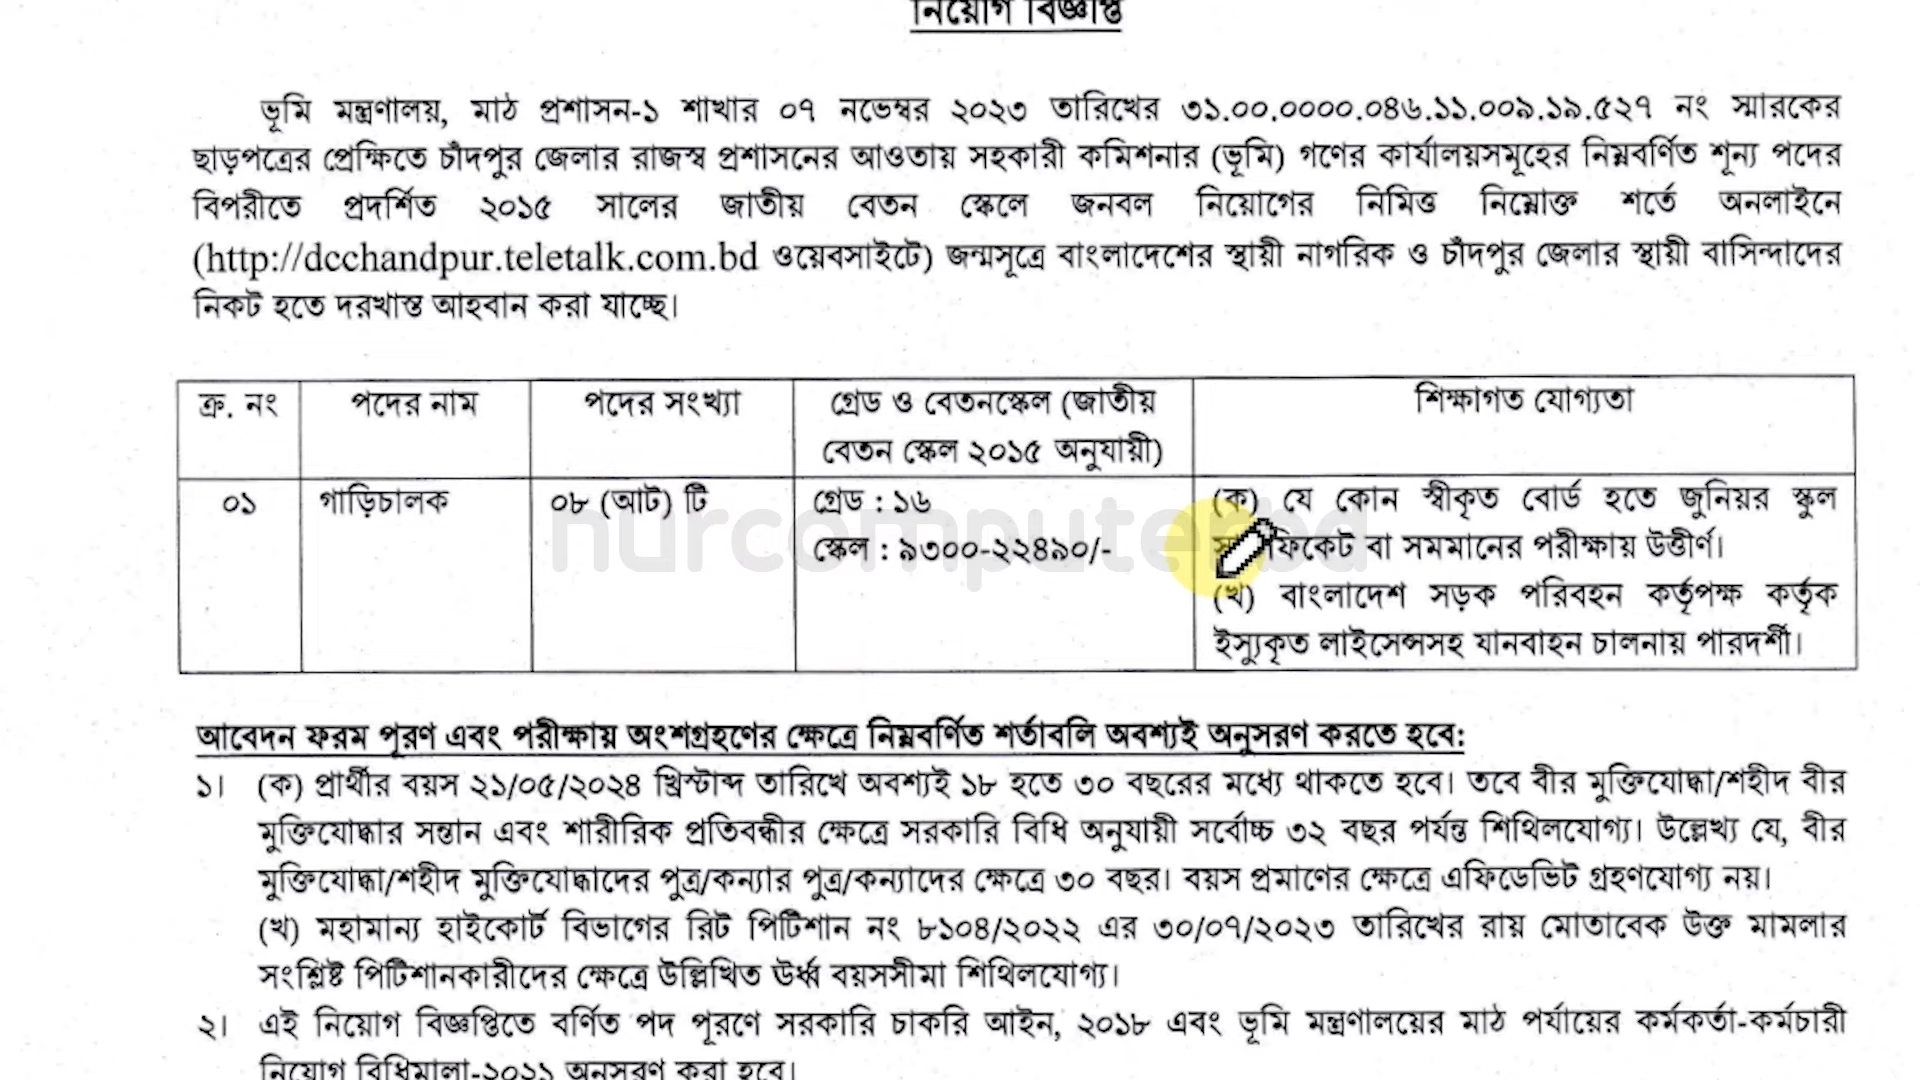 নিয়োগ বিজ্ঞপ্তি
ভূমি মন্ত্রণালয়, মাঠ প্রশাসন-১ শাখার ০৭ নভেম্বর ২০২৩ তারিখের ৩১.০০.০০০০.০৪৬.১১.০০৯.১৯.৫২৭ নং স্মারকের
ছাড়পত্রের প্রেক্ষিতে চাঁদপুর জেলার রাজস্ব প্রশাসনের আওতায় সহকারী কমিশনার (ভূমি) গণের কার্যালয়সমূহের নিম্নবর্ণিত শূন্য পদের
বিপরীতে প্রদর্শিত ২০১৫ সালের জাতীয় বেতন স্কেলে জনবল নিয়োগের নিমিত্ত নিম্নোক্ত শর্তে অনলাইনে
(http://dcchandpur.teletalk.com.bd ওয়েবসাইটে) জন্মসূত্রে বাংলাদেশের স্থায়ী নাগরিক ও চাঁদপুর জেলার স্থায়ী বাসিন্দাদের
নিকট হতে দরখাস্ত আহবান করা যাচ্ছে।
ক্র. নং পদের নাম পদের সংখ্যা গ্রেড ও বেতনস্কেল (জাতীয় শিক্ষাগত যোগ্যতা
বেতন স্কেল ২০১৫ অনুযায়ী)
০১ গাড়িচালক ০৮ (আট) টি গ্রেড : ১৬ (ক) যে কোন স্বীকৃত বোর্ড হতে জুনিয়র স্কুল
স্কেল : ৯৩০০-২২৪৯০/- বা সমমানের পরীক্ষায় উত্তীর্ণ।
(খ) বাংলাদেশ সড়ক পরিবহন কর্তৃপক্ষ কর্তৃক
ইস্যুকৃত লাইসেন্সসহ যানবাহন চালনায় পারদর্শী।
nurcomputerbd
আবেদন ফরম পূরণ এবং পরীক্ষায় অংশগ্রহণের ক্ষেত্রে নিম্নবর্ণিত শর্তাবলি অবশ্যই অনুসরণ করতে হবে:
১। (ক) প্রার্থীর বয়স ২১/০৫/২০২৪ খ্রিস্টাব্দ তারিখে অবশ্যই ১৮ হতে ৩০ বছরের মধ্যে থাকতে হবে। তবে বীর মুক্তিযোদ্ধা/শহীদ বীর
মুক্তিযোদ্ধার সন্তান এবং শারীরিক প্রতিবন্ধীর ক্ষেত্রে সরকারি বিধি অনুযায়ী সর্বোচ্চ ৩২ বছর পর্যন্ত শিথিলযোগ্য। উল্লেখ্য যে, বীর
মুক্তিযোদ্ধা/শহীদ মুক্তিযোদ্ধাদের পুত্র/কন্যার পুত্র/কন্যাদের ক্ষেত্রে ৩০ বছর। বয়স প্রমাণের ক্ষেত্রে এফিডেভিট গ্রহণযোগ্য নয়।
(খ) মহামান্য হাইকোর্ট বিভাগের রিট পিটিশান নং ৮১০৪/২০২২ এর ৩০/০৭/২০২৩ তারিখের রায় মোতাবেক উক্ত মামলার
সংশ্লিষ্ট পিটিশানকারীদের ক্ষেত্রে উল্লিখিত ঊর্ধ্ব বয়সসীমা শিথিলযোগ্য।
২। এই নিয়োগ বিজ্ঞপ্তিতে বর্ণিত পদ পূরণে সরকারি চাকরি আইন, ২০১৮ এবং ভূমি মন্ত্রণালয়ের মাঠ পর্যায়ের কর্মকর্তা-কর্মচারী
নিয়োগ বিধিমালা-২০২১ অনুসরণ করা হবে।